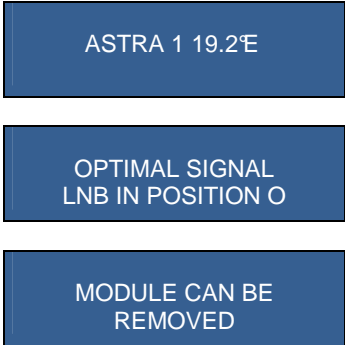 ASTRA 1 19.2°E
OPTIMAL SIGNAL
LNB IN POSITION O
MODULE CAN BE
REMOVED